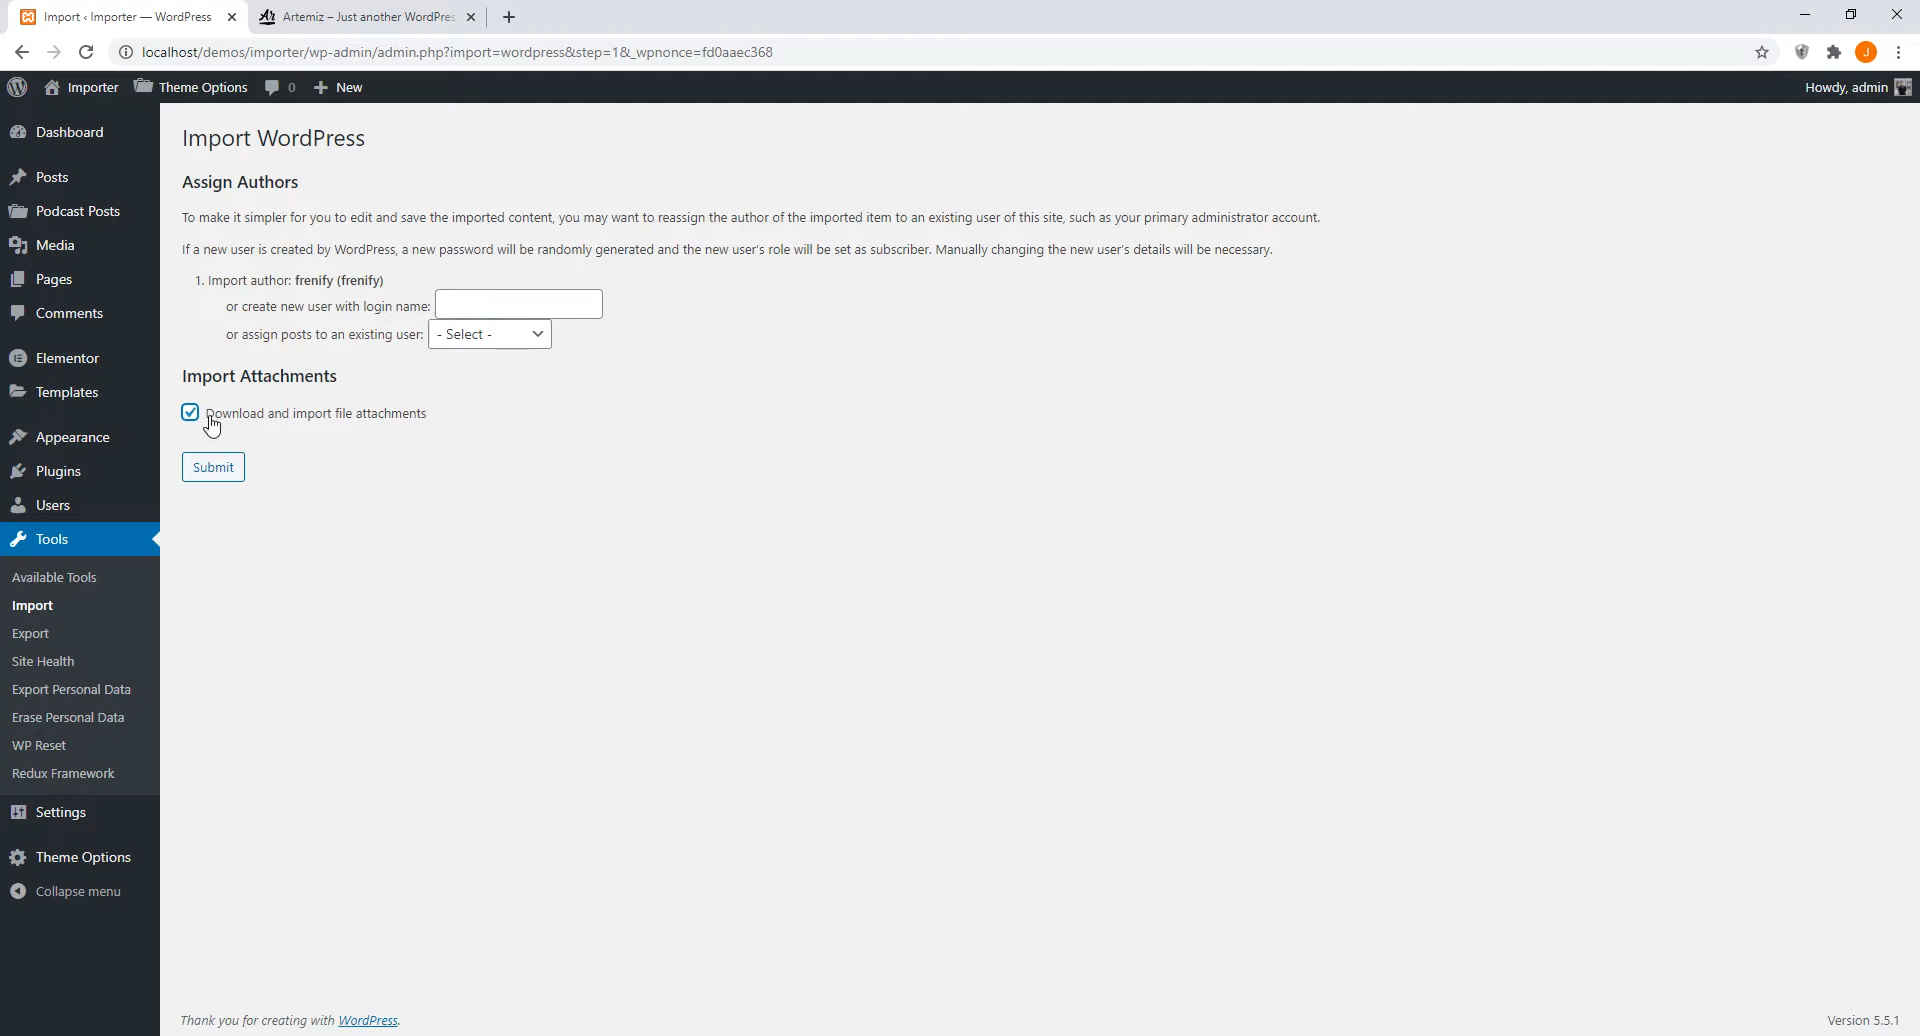 Import ‹ Importer — WordPress
Artemiz – Just another WordPres
localhost/demos/importer/wp-admin/admin.php?import=wordpress&step=1&_wpnonce=fd0aaec368
J
Importer
Theme Options
0
New
Howdy, admin
Dashboard
Posts
Podcast Posts
Media
Pages
Comments
Elementor
Templates
Appearance
Plugins
Users
Tools
Available Tools
Import
Export
Site Health
Export Personal Data
Erase Personal Data
WP Reset
Redux Framework
Settings
Theme Options
Collapse menu
Import WordPress
Assign Authors
To make it simpler for you to edit and save the imported content, you may want to reassign the author of the imported item to an existing user of this site, such as your primary administrator account.
If a new user is created by WordPress, a new password will be randomly generated and the new user's role will be set as subscriber. Manually changing the new user's details will be necessary.
1. Import author: frenify (frenify)
or create new user with login name:
or assign posts to an existing user: - Select -
Import Attachments
Download and import file attachments
Submit
Thank you for creating with WordPress.
Version 5.5.1